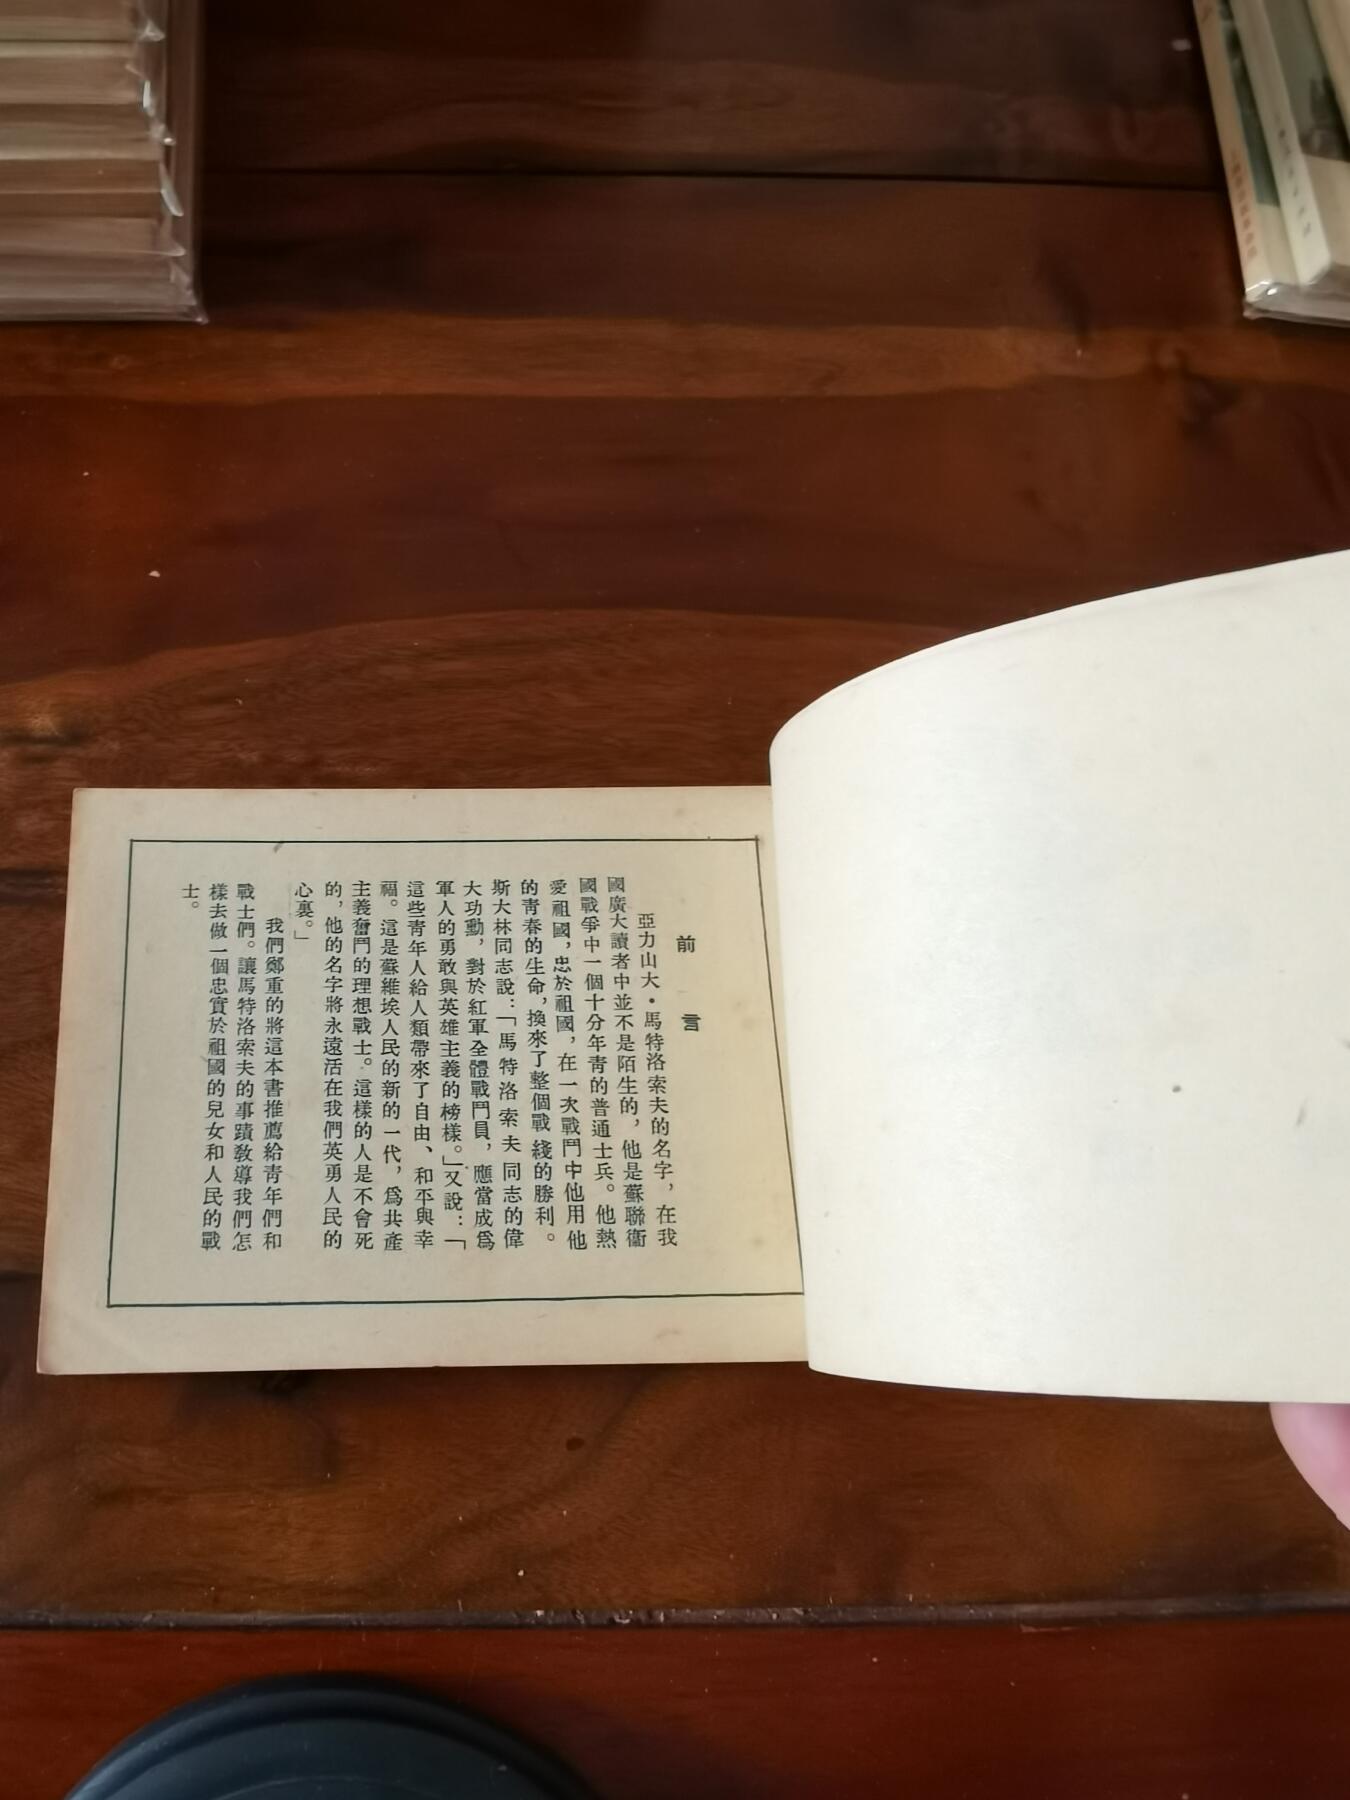 前言
亞力山大·馬特洛索夫的名字，在我
國廣大讀者中並不是陌生的，他是蘇聯衞
國戰爭中一個十分年青的普通士兵。他熱
愛祖國，忠於祖國，在一次戰鬥中他用他
的青春的生命，換來了整個戰綫的勝利。
斯大林同志說：「馬特洛索夫同志的偉
大功勳，對於紅軍全體戰鬥員，應當成爲
軍人的勇敢與英雄主義的榜樣。」又說：「
這些青年人給人類帶來了自由、和平與幸
福。這是蘇維埃人民的新的一代，爲共產
主義奮鬥的理想戰士。這樣的人是不會死
的，他的名字將永遠活在我們英勇人民的
心裏。」
我們鄭重的將這本書推薦給青年們和
戰士們。讓馬特洛索夫的事蹟敎導我們怎
樣去做一個忠實於祖國的兒女和人民的戰
士。